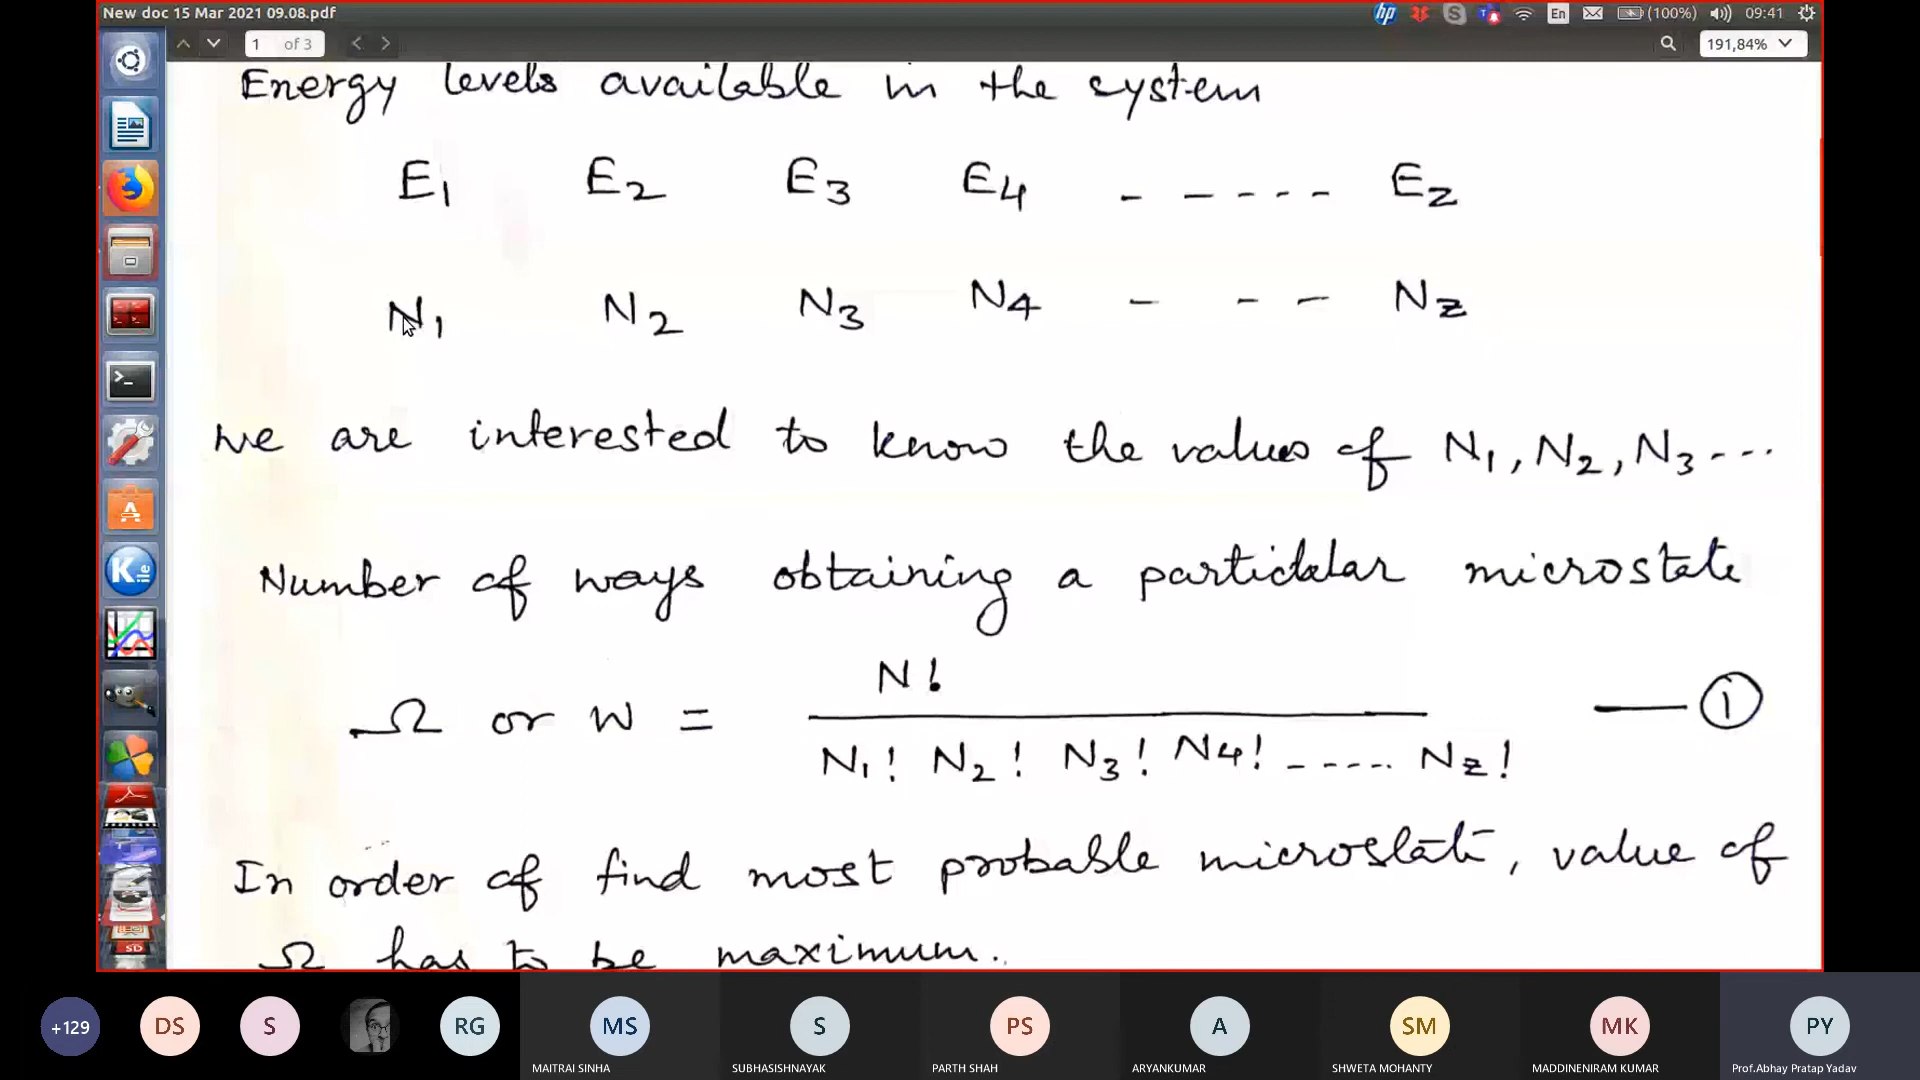 New doc 15 Mar 2021 09.08.pdf
En (100%) 09:41
1 of 3 191,84%
Energy levels available in the system
E1 E2 E3 E4 - - - - - - Ez
N1 N2 N3 N4 - - - Nz
we are interested to know the values of N1, N2, N3 ---
Number of ways obtaining a particular microstate
N!
Ω or W = —— ①
N1! N2! N3! N4! - - - - - Nz!
In order of find most probable microstate, value of
Ω has to be maximum.
+129 DS S RG MS S PS A SM MK PY
MAITRAI SINHA SUBHASISHNAYAK PARTH SHAH ARYANKUMAR SHWETA MOHANTY MADDINENIRAM KUMAR Prof.Abhay Pratap Yadav